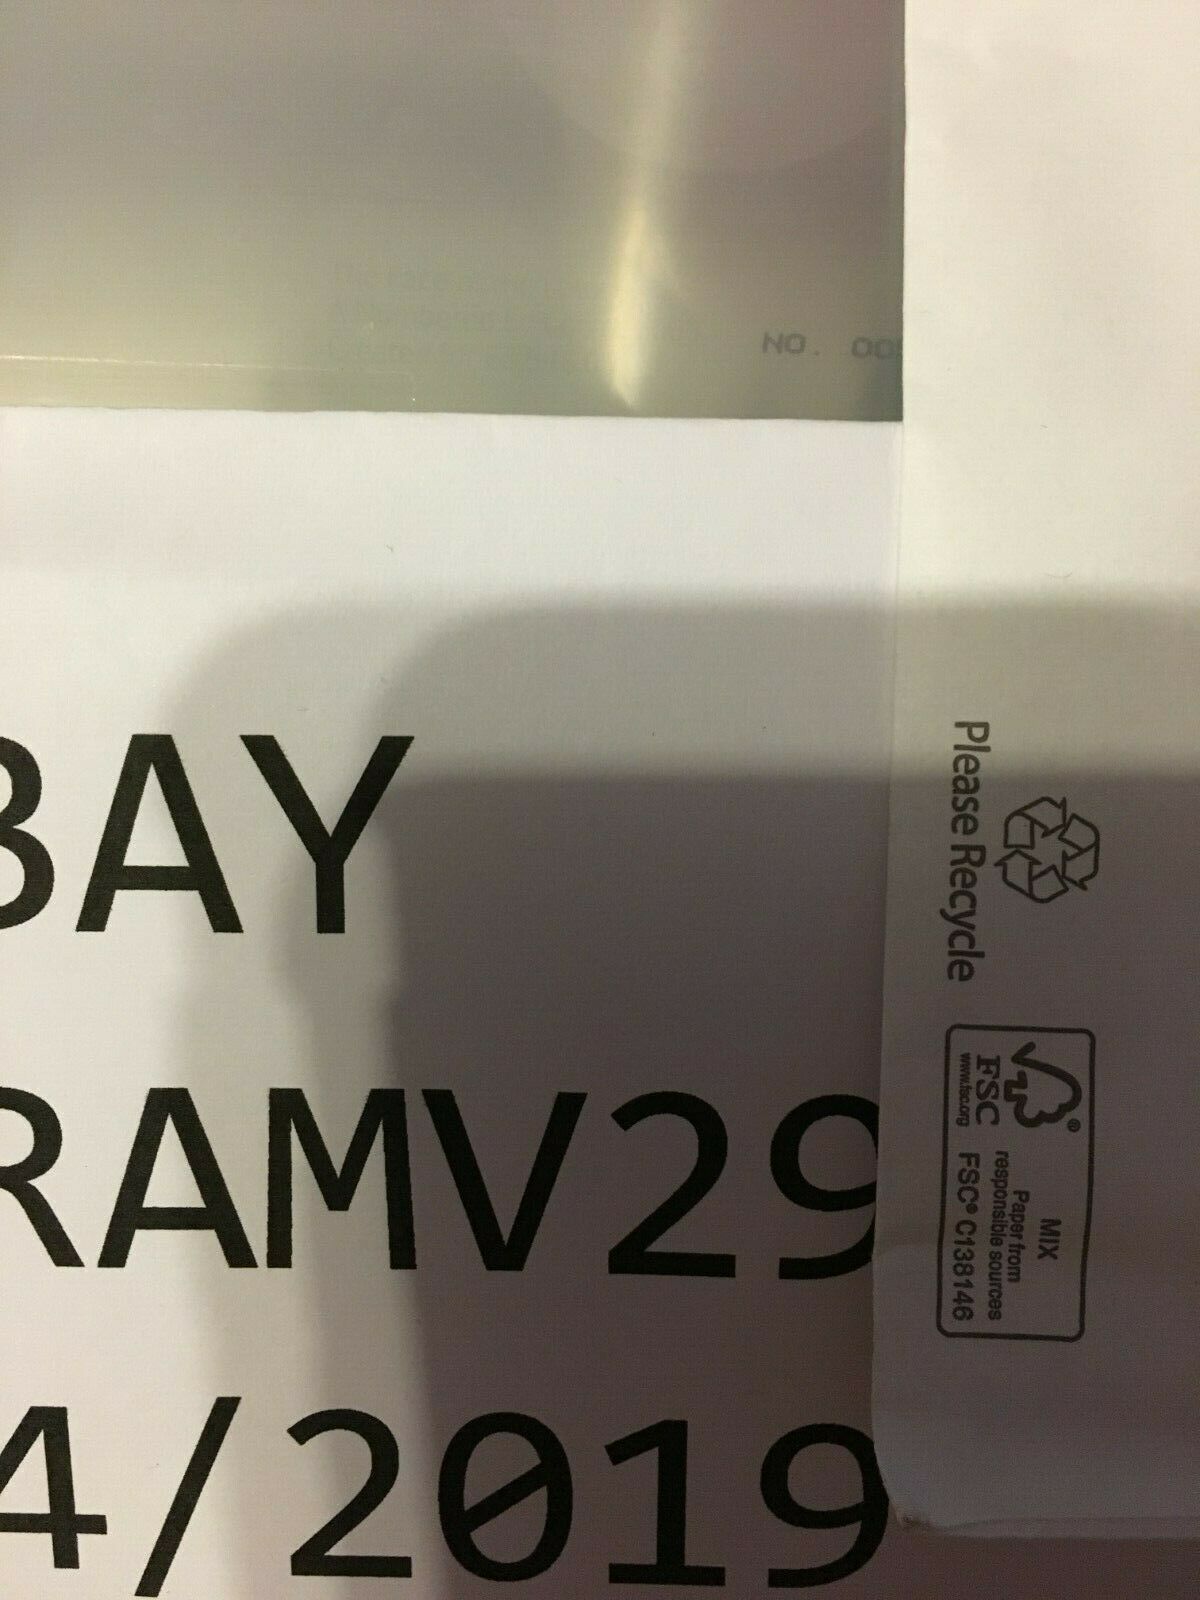 NO. 00
BAY
RAMV29
4/2019
Please Recycle
FSC
www.fsc.org
MIX
Paper from
responsible sources
FSC® C138146